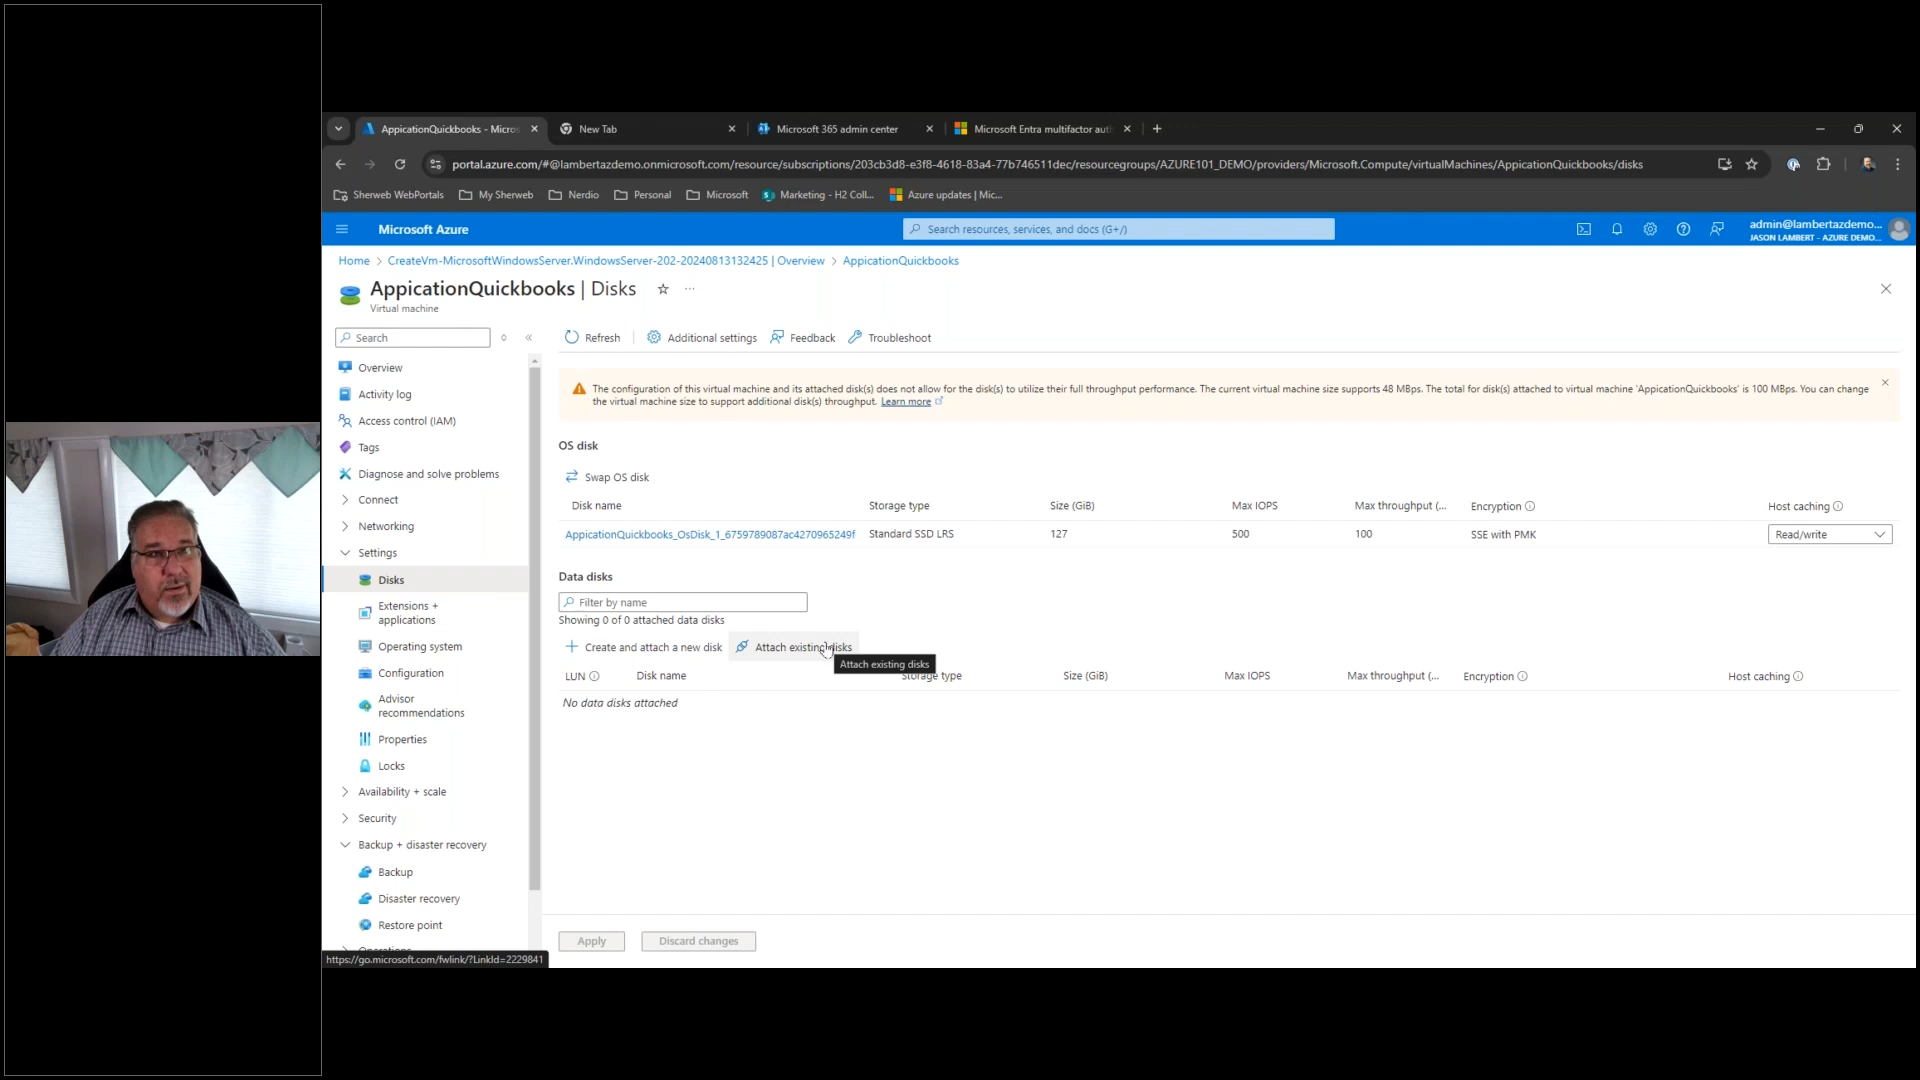 AppicationQuickbooks - Micros
New Tab
Microsoft 365 admin center
Microsoft Entra multifactor aut
portal.azure.com/#@lambertazdemo.onmicrosoft.com/resource/subscriptions/203cb3d8-e3f8-4618-83a4-77b746511dec/resourcegroups/AZURE101_DEMO/providers/Microsoft.Compute/virtualMachines/AppicationQuickbooks/disks
Sherweb WebPortals
My Sherweb
Nerdio
Personal
Microsoft
Marketing - H2 Coll...
Azure updates | Mic...
Microsoft Azure
Search resources, services, and docs (G+/)
admin@lambertazdemo...
JASON LAMBERT - AZURE DEMO...
Home > CreateVm-MicrosoftWindowsServer.WindowsServer-202-20240813132425 | Overview > AppicationQuickbooks
AppicationQuickbooks | Disks
Virtual machine
Search
Overview
Activity log
Access control (IAM)
Tags
Diagnose and solve problems
Connect
Networking
Settings
Disks
Extensions +
applications
Operating system
Configuration
Advisor
recommendations
Properties
Locks
Availability + scale
Security
Backup + disaster recovery
Backup
Disaster recovery
Restore point
Operations
https://go.microsoft.com/fwlink/?LinkId=2229841
Refresh
Additional settings
Feedback
Troubleshoot
The configuration of this virtual machine and its attached disk(s) does not allow for the disk(s) to utilize their full throughput performance. The current virtual machine size supports 48 MBps. The total for disk(s) attached to virtual machine 'AppicationQuickbooks' is 100 MBps. You can change
the virtual machine size to support additional disk(s) throughput. Learn more
OS disk
Swap OS disk
Disk name Storage type Size (GiB) Max IOPS Max throughput (... Encryption Host caching
AppicationQuickbooks_OsDisk_1_6759789087ac4270965249f Standard SSD LRS 127 500 100 SSE with PMK Read/write
Data disks
Filter by name
Showing 0 of 0 attached data disks
Create and attach a new disk
Attach existing disks
Attach existing disks
LUN Disk name Storage type Size (GiB) Max IOPS Max throughput (... Encryption Host caching
No data disks attached
Apply
Discard changes